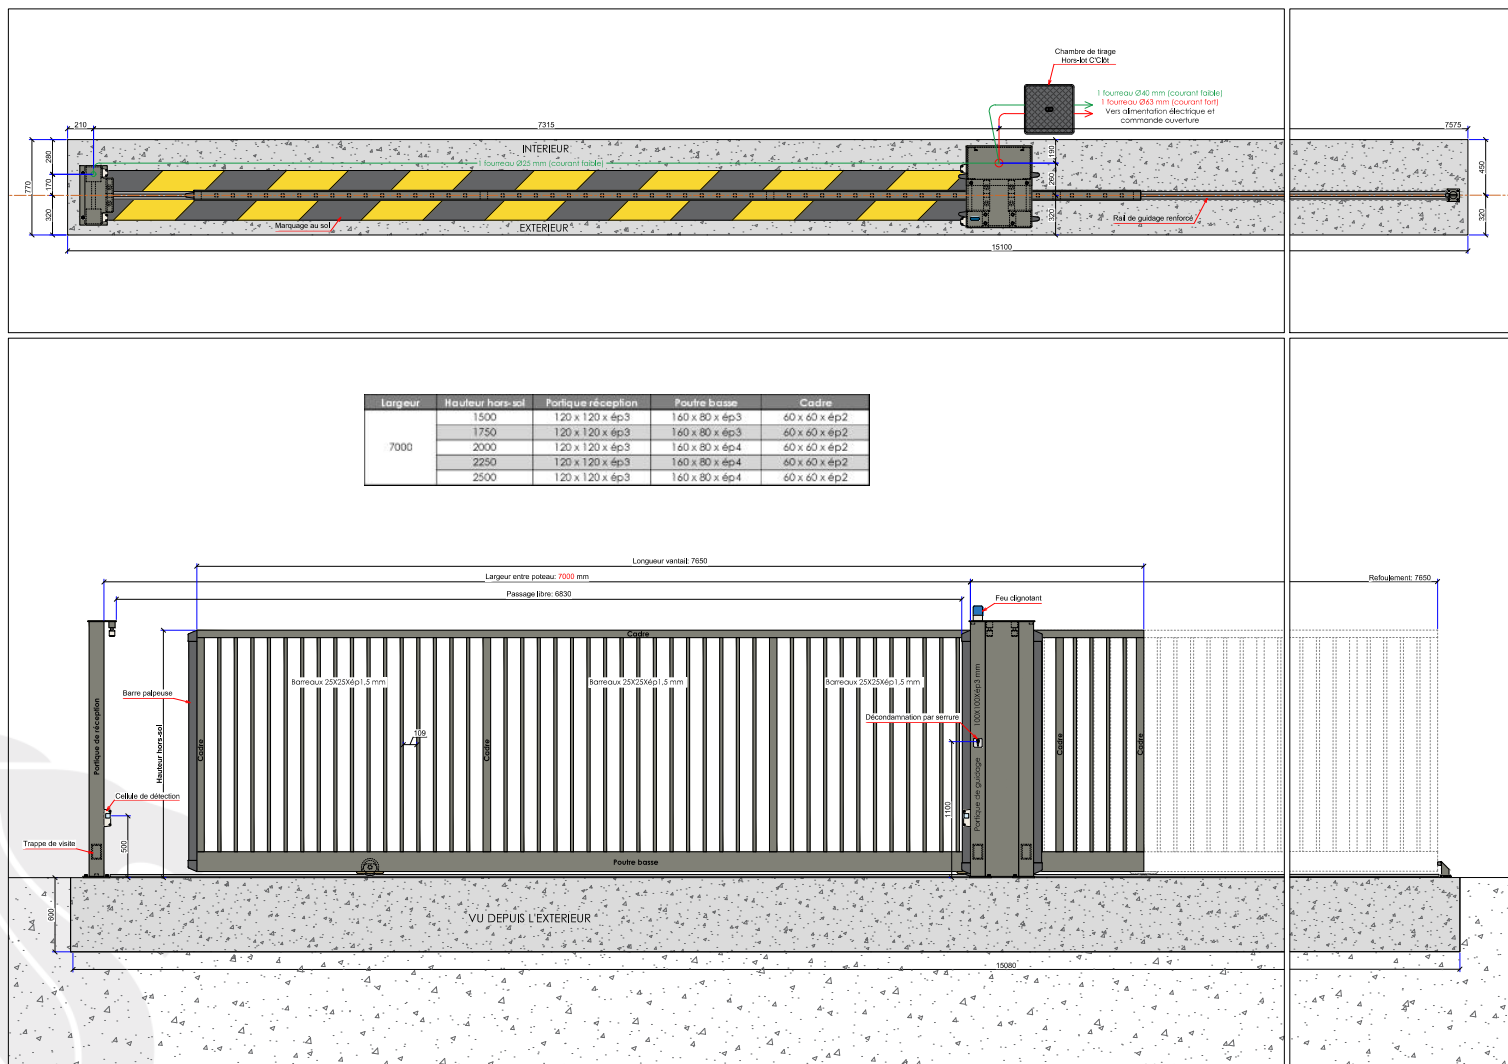 Chambre de tirage
Hors-lot C'Clôt
1 fourreau Ø40 mm (courant faible)
1 fourreau Ø63 mm (courant fort)
Vers alimentation électrique et
commande ouverture
210
7315
7575
INTERIEUR
1 fourreau Ø25 mm (courant faible)
280
170
320
770
190
260
320
450
320
Marquage au sol
EXTERIEUR
Rail de guidage renforcé
15100
Largeur Hauteur hors-sol Portique réception Poutre basse Cadre
7000
1500 120 x 120 x ép3 160 x 80 x ép3 60 x 60 x ép2
1750 120 x 120 x ép3 160 x 80 x ép3 60 x 60 x ép2
2000 120 x 120 x ép3 160 x 80 x ép4 60 x 60 x ép2
2250 120 x 120 x ép3 160 x 80 x ép4 60 x 60 x ép2
2500 120 x 120 x ép3 160 x 80 x ép4 60 x 60 x ép2
Longueur vantail: 7650
Largeur entre poteau: 7000 mm
Refoulement: 7650
Passage libre: 6830
Feu clignotant
Cadre
Barreaux 25X25Xép1,5 mm
Barreaux 25X25Xép1,5 mm
Barreaux 25X25Xép1,5 mm
Barre palpeuse
Portique de réception
Hauteur hors-sol
Cadre
109
Cadre
Décondamnation par serrure
100X100Xép3 mm
Portique de guidage
Cadre
Cadre
1100
Cellule de détection
500
Trappe de visite
Poutre basse
600
VU DEPUIS L'EXTERIEUR
15080